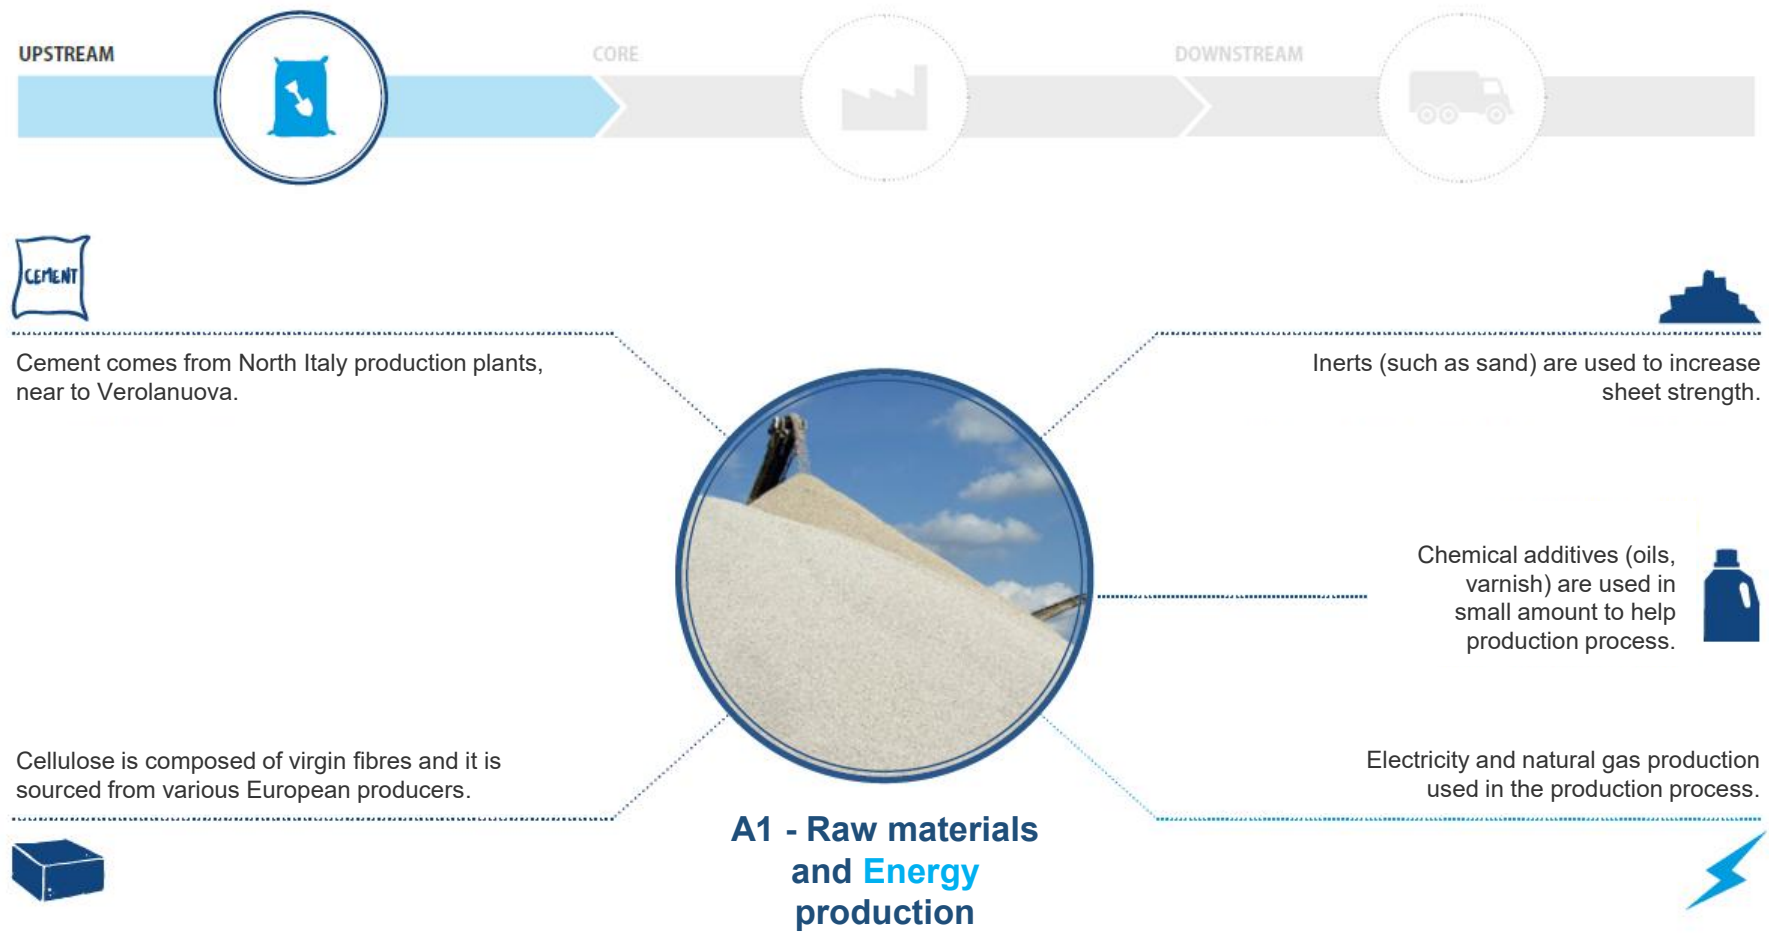 UPSTREAM
CORE
DOWNSTREAM
CEMENT
Cement comes from North Italy production plants,
near to Verolanuova.
Inerts (such as sand) are used to increase
sheet strength.
Chemical additives (oils,
varnish) are used in
small amount to help
production process.
Cellulose is composed of virgin fibres and it is
sourced from various European producers.
Electricity and natural gas production
used in the production process.
A1 - Raw materials
and Energy
production